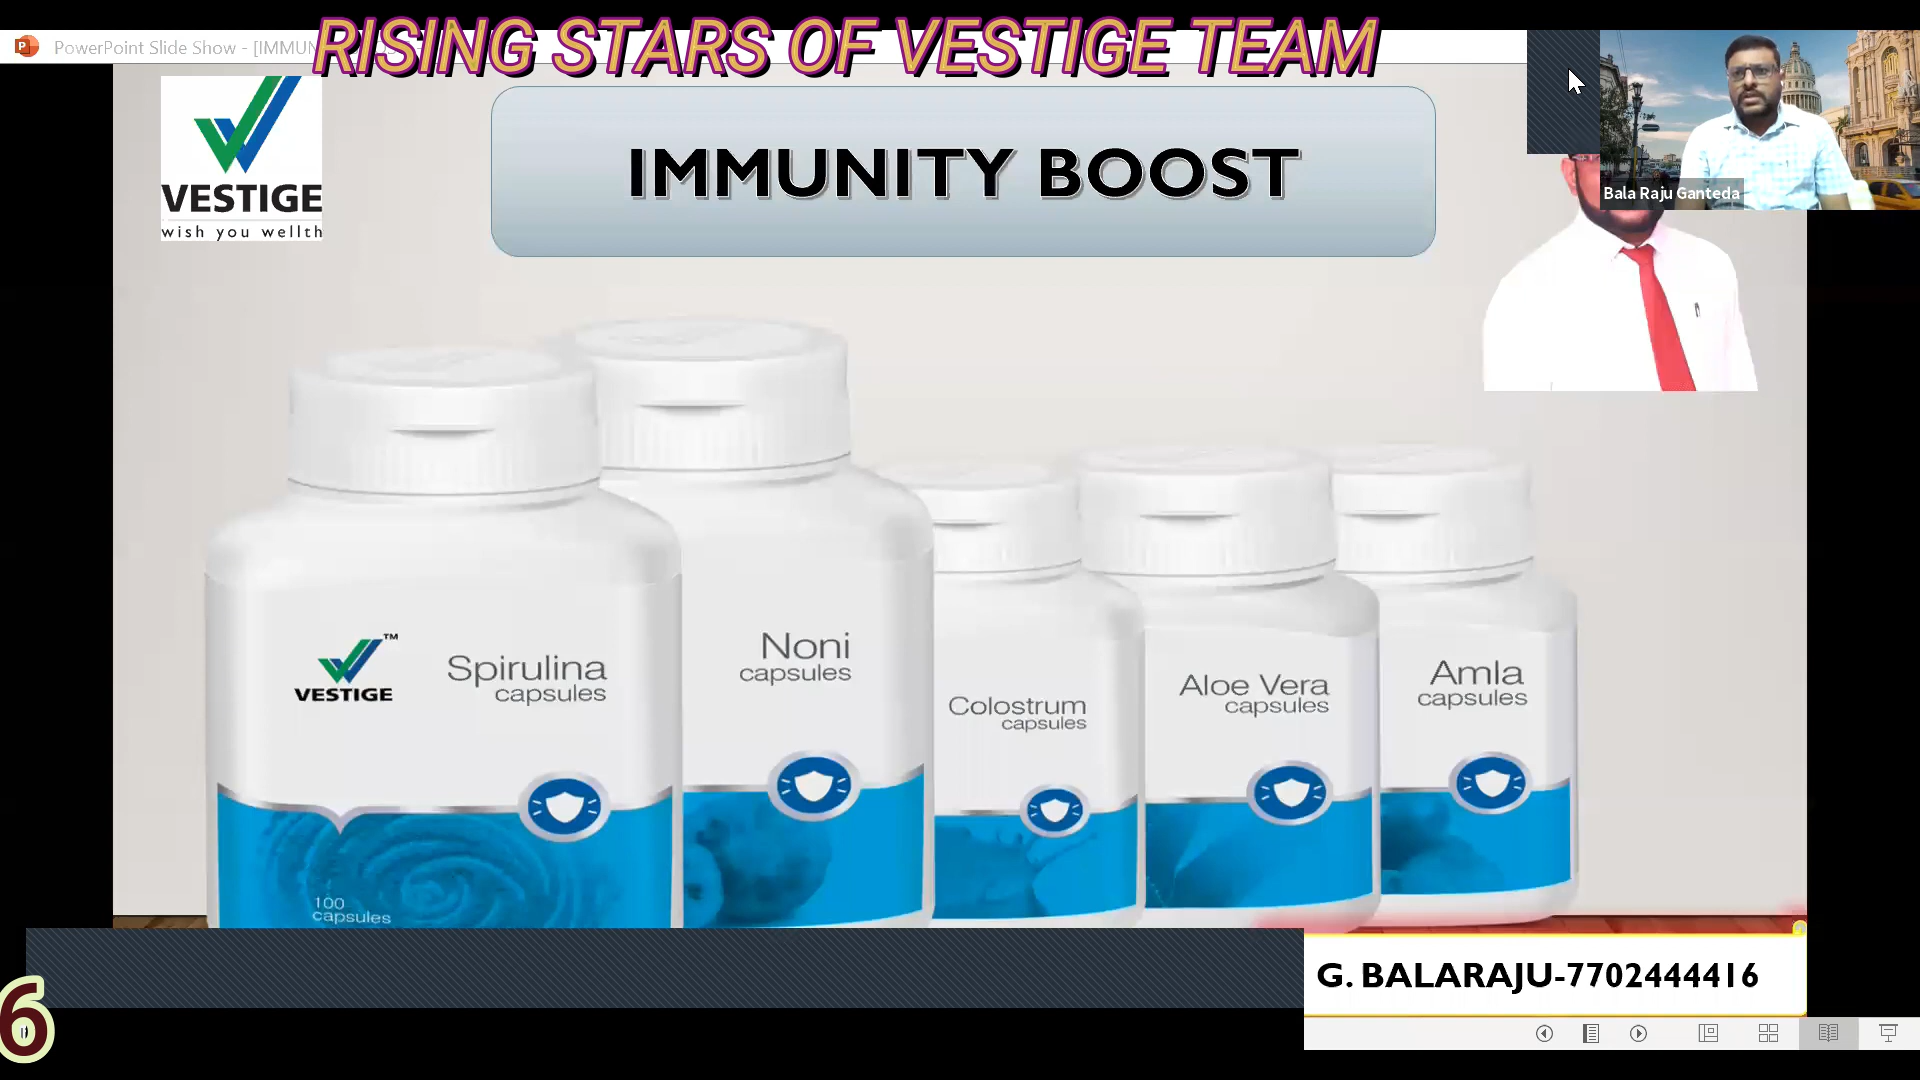 RISING STARS OF VESTIGE TEAM
PowerPoint Slide Show - [IMMUN
VESTIGE
wish you wellth
IMMUNITY BOOST
Bala Raju Ganteda
TM
VESTIGE
Spirulina
capsules
100
capsules
Noni
capsules
Colostrum
capsules
Aloe Vera
capsules
Amla
capsules
G. BALARAJU-7702444416
6